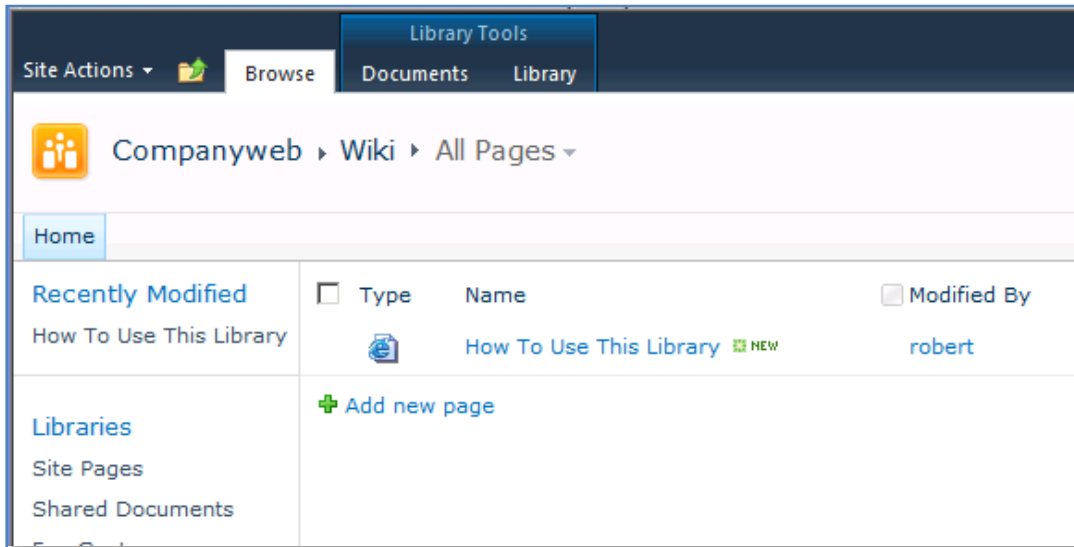 Library Tools
Site Actions Browse Documents Library
Companyweb Wiki All Pages
Home
Recently Modified
How To Use This Library
Type Name Modified By
How To Use This Library NEW robert
Add new page
Libraries
Site Pages
Shared Documents